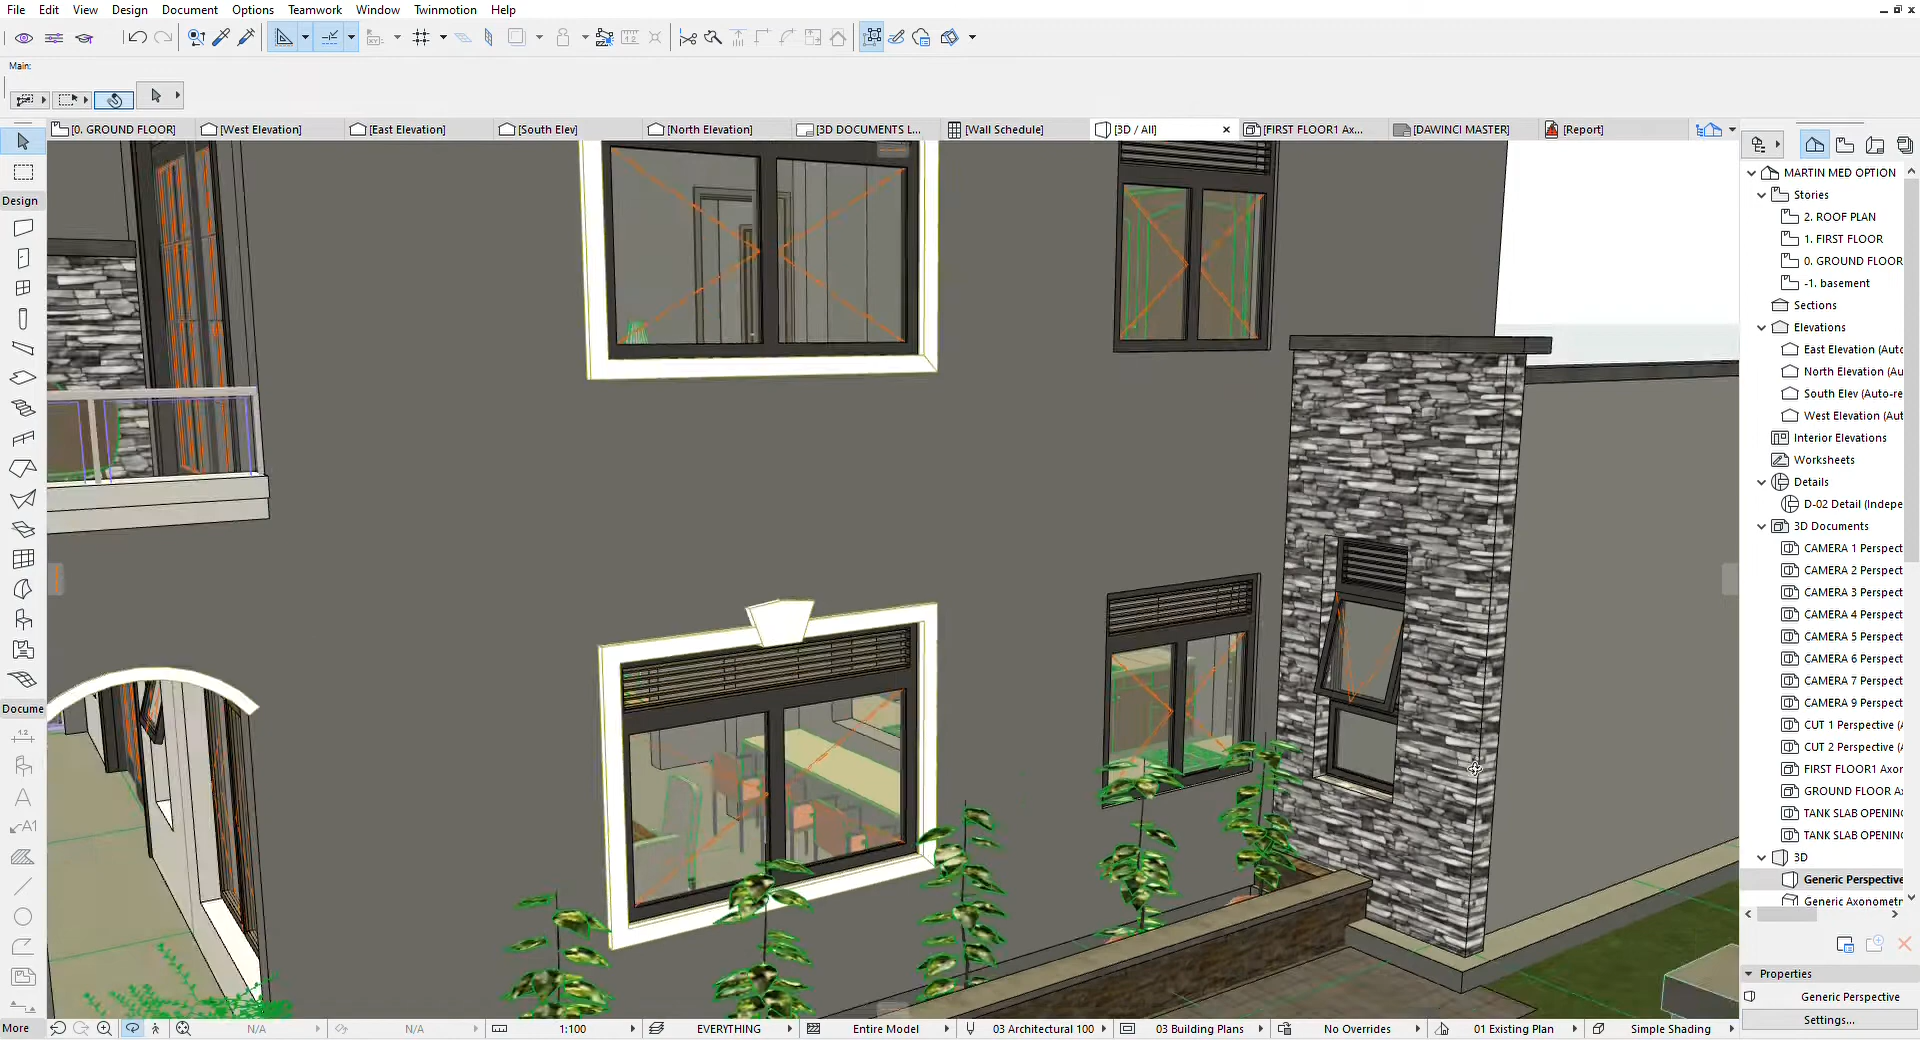 File Edit View Design Document Options Teamwork Window Twinmotion Help
Main:
[0. GROUND FLOOR] [West Elevation] [East Elevation] [South Elev] [North Elevation] [3D DOCUMENTS L... [Wall Schedule] [3D / All] [FIRST FLOOR1 Ax... [DAWINCI MASTER] [Report]
Design
Docume
More
MARTIN MED OPTION
Stories
2. ROOF PLAN
1. FIRST FLOOR
0. GROUND FLOOR
-1. basement
Sections
Elevations
East Elevation (Auto
North Elevation (Au
South Elev (Auto-re
West Elevation (Aut
Interior Elevations
Worksheets
Details
D-02 Detail (Indepe
3D Documents
CAMERA 1 Perspect
CAMERA 2 Perspect
CAMERA 3 Perspect
CAMERA 4 Perspect
CAMERA 5 Perspect
CAMERA 6 Perspect
CAMERA 7 Perspect
CAMERA 9 Perspect
CUT 1 Perspective (A
CUT 2 Perspective (A
FIRST FLOOR1 Axor
GROUND FLOOR Ax
TANK SLAB OPENING
TANK SLAB OPENING
3D
Generic Perspective
Generic Axonometr
Properties
Generic Perspective
Settings...
N/A N/A 1:100 EVERYTHING Entire Model 03 Architectural 100 03 Building Plans No Overrides 01 Existing Plan Simple Shading